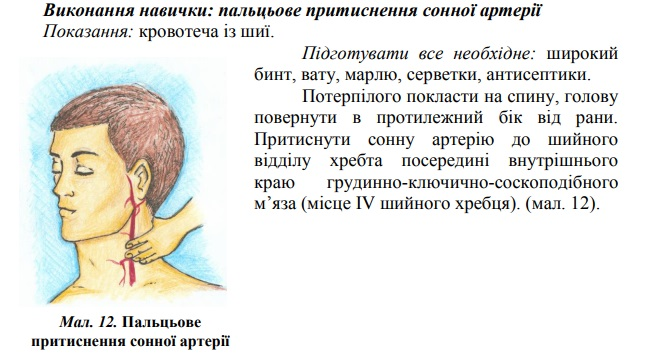 Виконання навички: пальцьове притиснення сонної артерії
Показання: кровотеча із шиї.
Підготувати все необхідне: широкий
бинт, вату, марлю, серветки, антисептики.
Потерпілого покласти на спину, голову
повернути в протилежний бік від рани.
Притиснути сонну артерію до шийного
відділу хребта посередині внутрішнього
краю грудинно-ключично-соскоподібного
м’яза (місце IV шийного хребця). (мал. 12).
Мал. 12. Пальцьове
притиснення сонної артерії